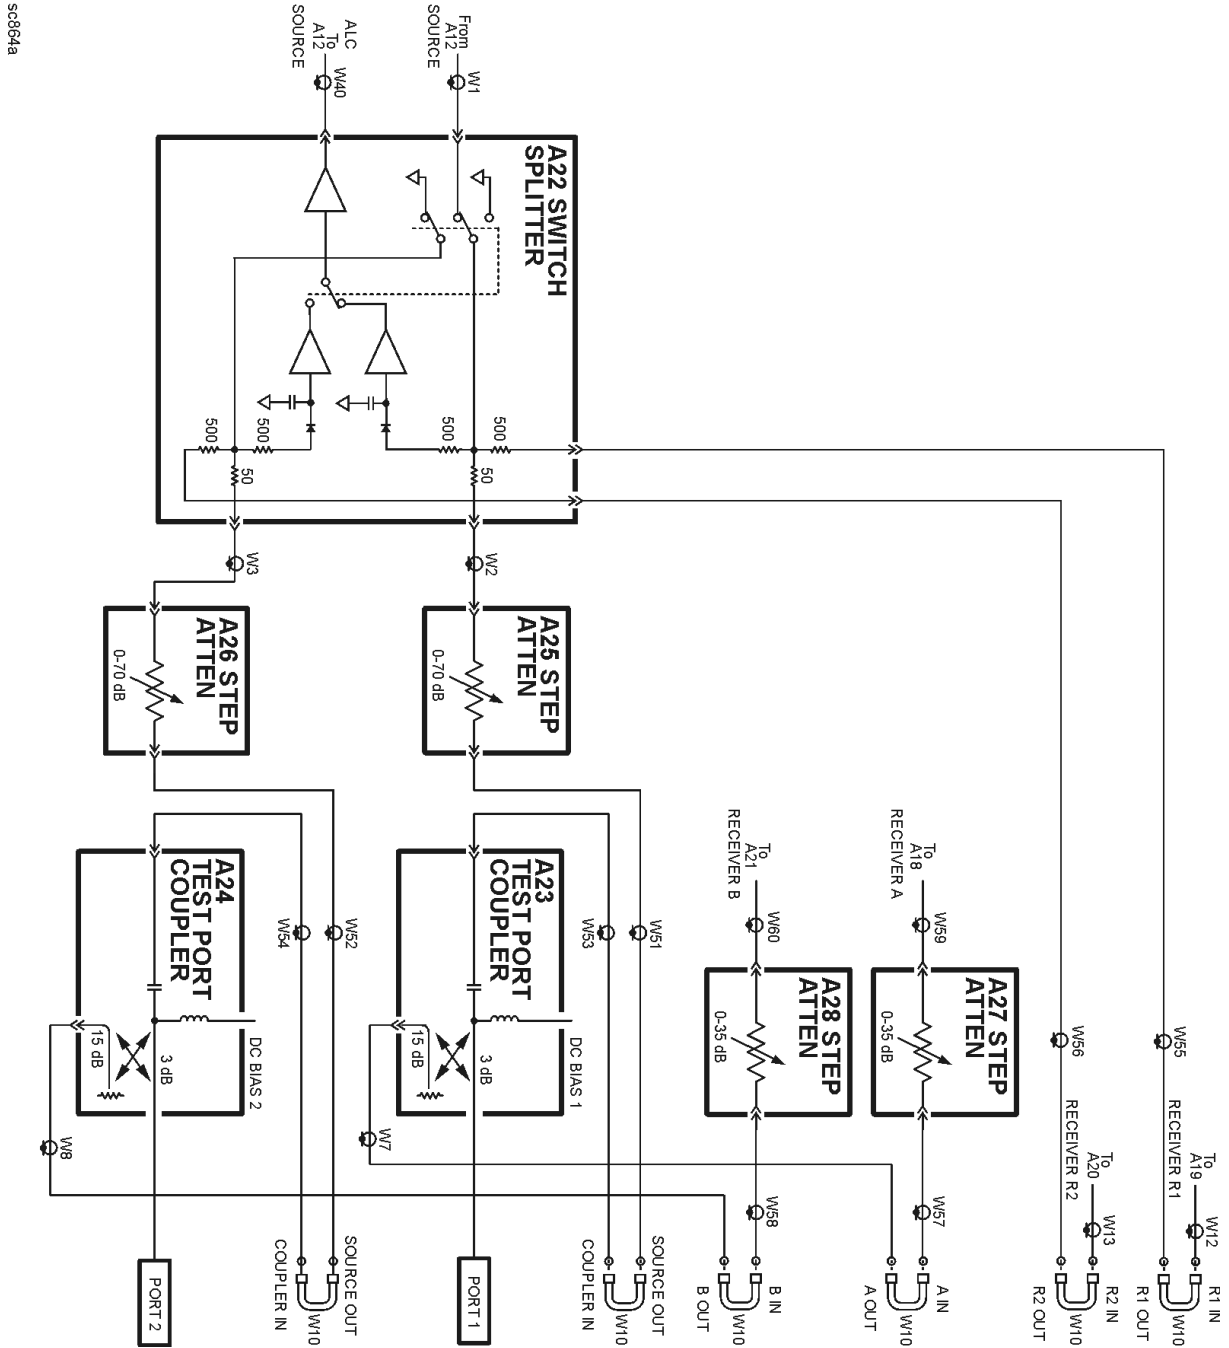 sc864a
ALC
To
A12
SOURCE
W40
From
A12
SOURCE
W1
A22 SWITCH
SPLITTER
500
500
50
500
500
50
W3
W2
A26 STEP
ATTEN
0-70 dB
A25 STEP
ATTEN
0-70 dB
A24
TEST PORT
COUPLER
W54
W52
DC BIAS 2
3 dB
15 dB
W8
A23
TEST PORT
COUPLER
W53
W51
DC BIAS 1
3 dB
15 dB
W7
To
A21
RECEIVER B
W60
A28 STEP
ATTEN
0-35 dB
W58
To
A18
RECEIVER A
W59
A27 STEP
ATTEN
0-35 dB
W57
W56
W55
To
A20
RECEIVER R2
W13
To
A19
RECEIVER R1
W12
PORT 2
SOURCE OUT
W10
COUPLER IN
PORT 1
SOURCE OUT
W10
COUPLER IN
B IN
W10
B OUT
A IN
W10
A OUT
R2 IN
W10
R2 OUT
R1 IN
W10
R1 OUT